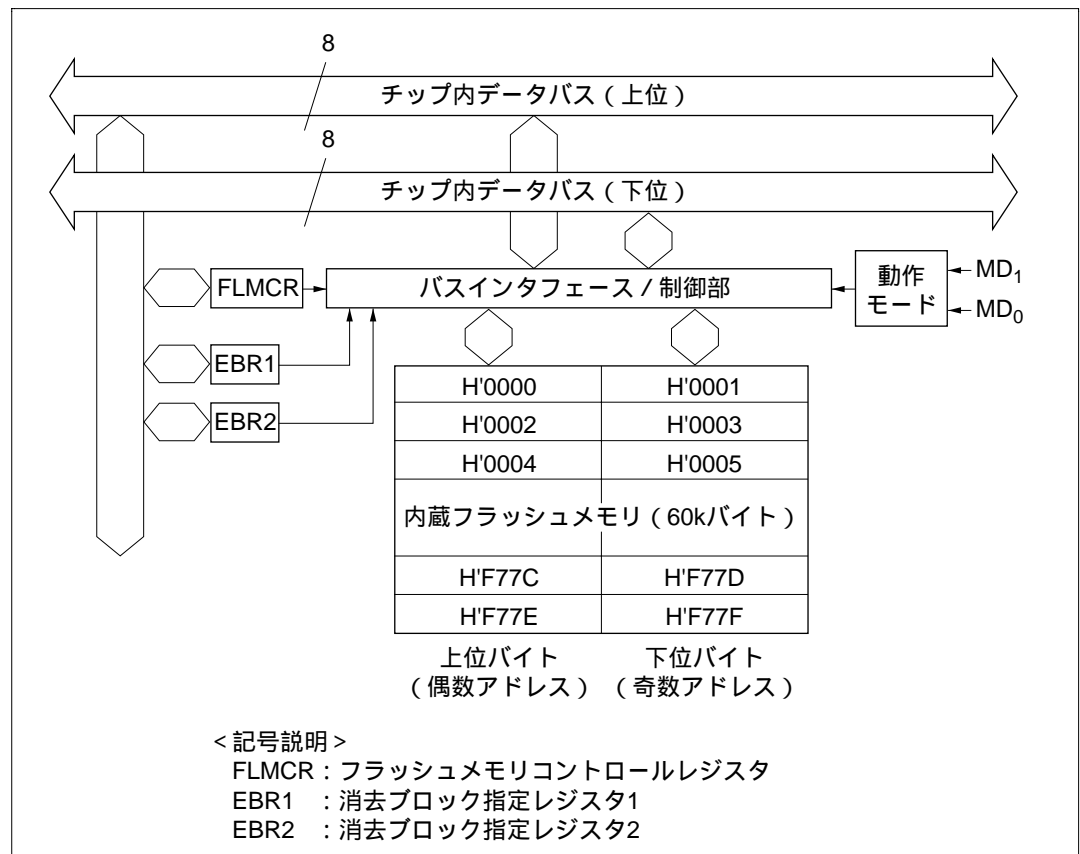 8
チップ内データバス（上位）
8
チップ内データバス（下位）
FLMCR
バスインタフェース／制御部
動作
モード
MD1
MD0
EBR1
EBR2
H'0000 H'0001
H'0002 H'0003
H'0004 H'0005
内蔵フラッシュメモリ（60kバイト）
H'F77C H'F77D
H'F77E H'F77F
上位バイト 下位バイト
（偶数アドレス） （奇数アドレス）
＜記号説明＞
FLMCR：フラッシュメモリコントロールレジスタ
EBR1 ：消去ブロック指定レジスタ1
EBR2 ：消去ブロック指定レジスタ2